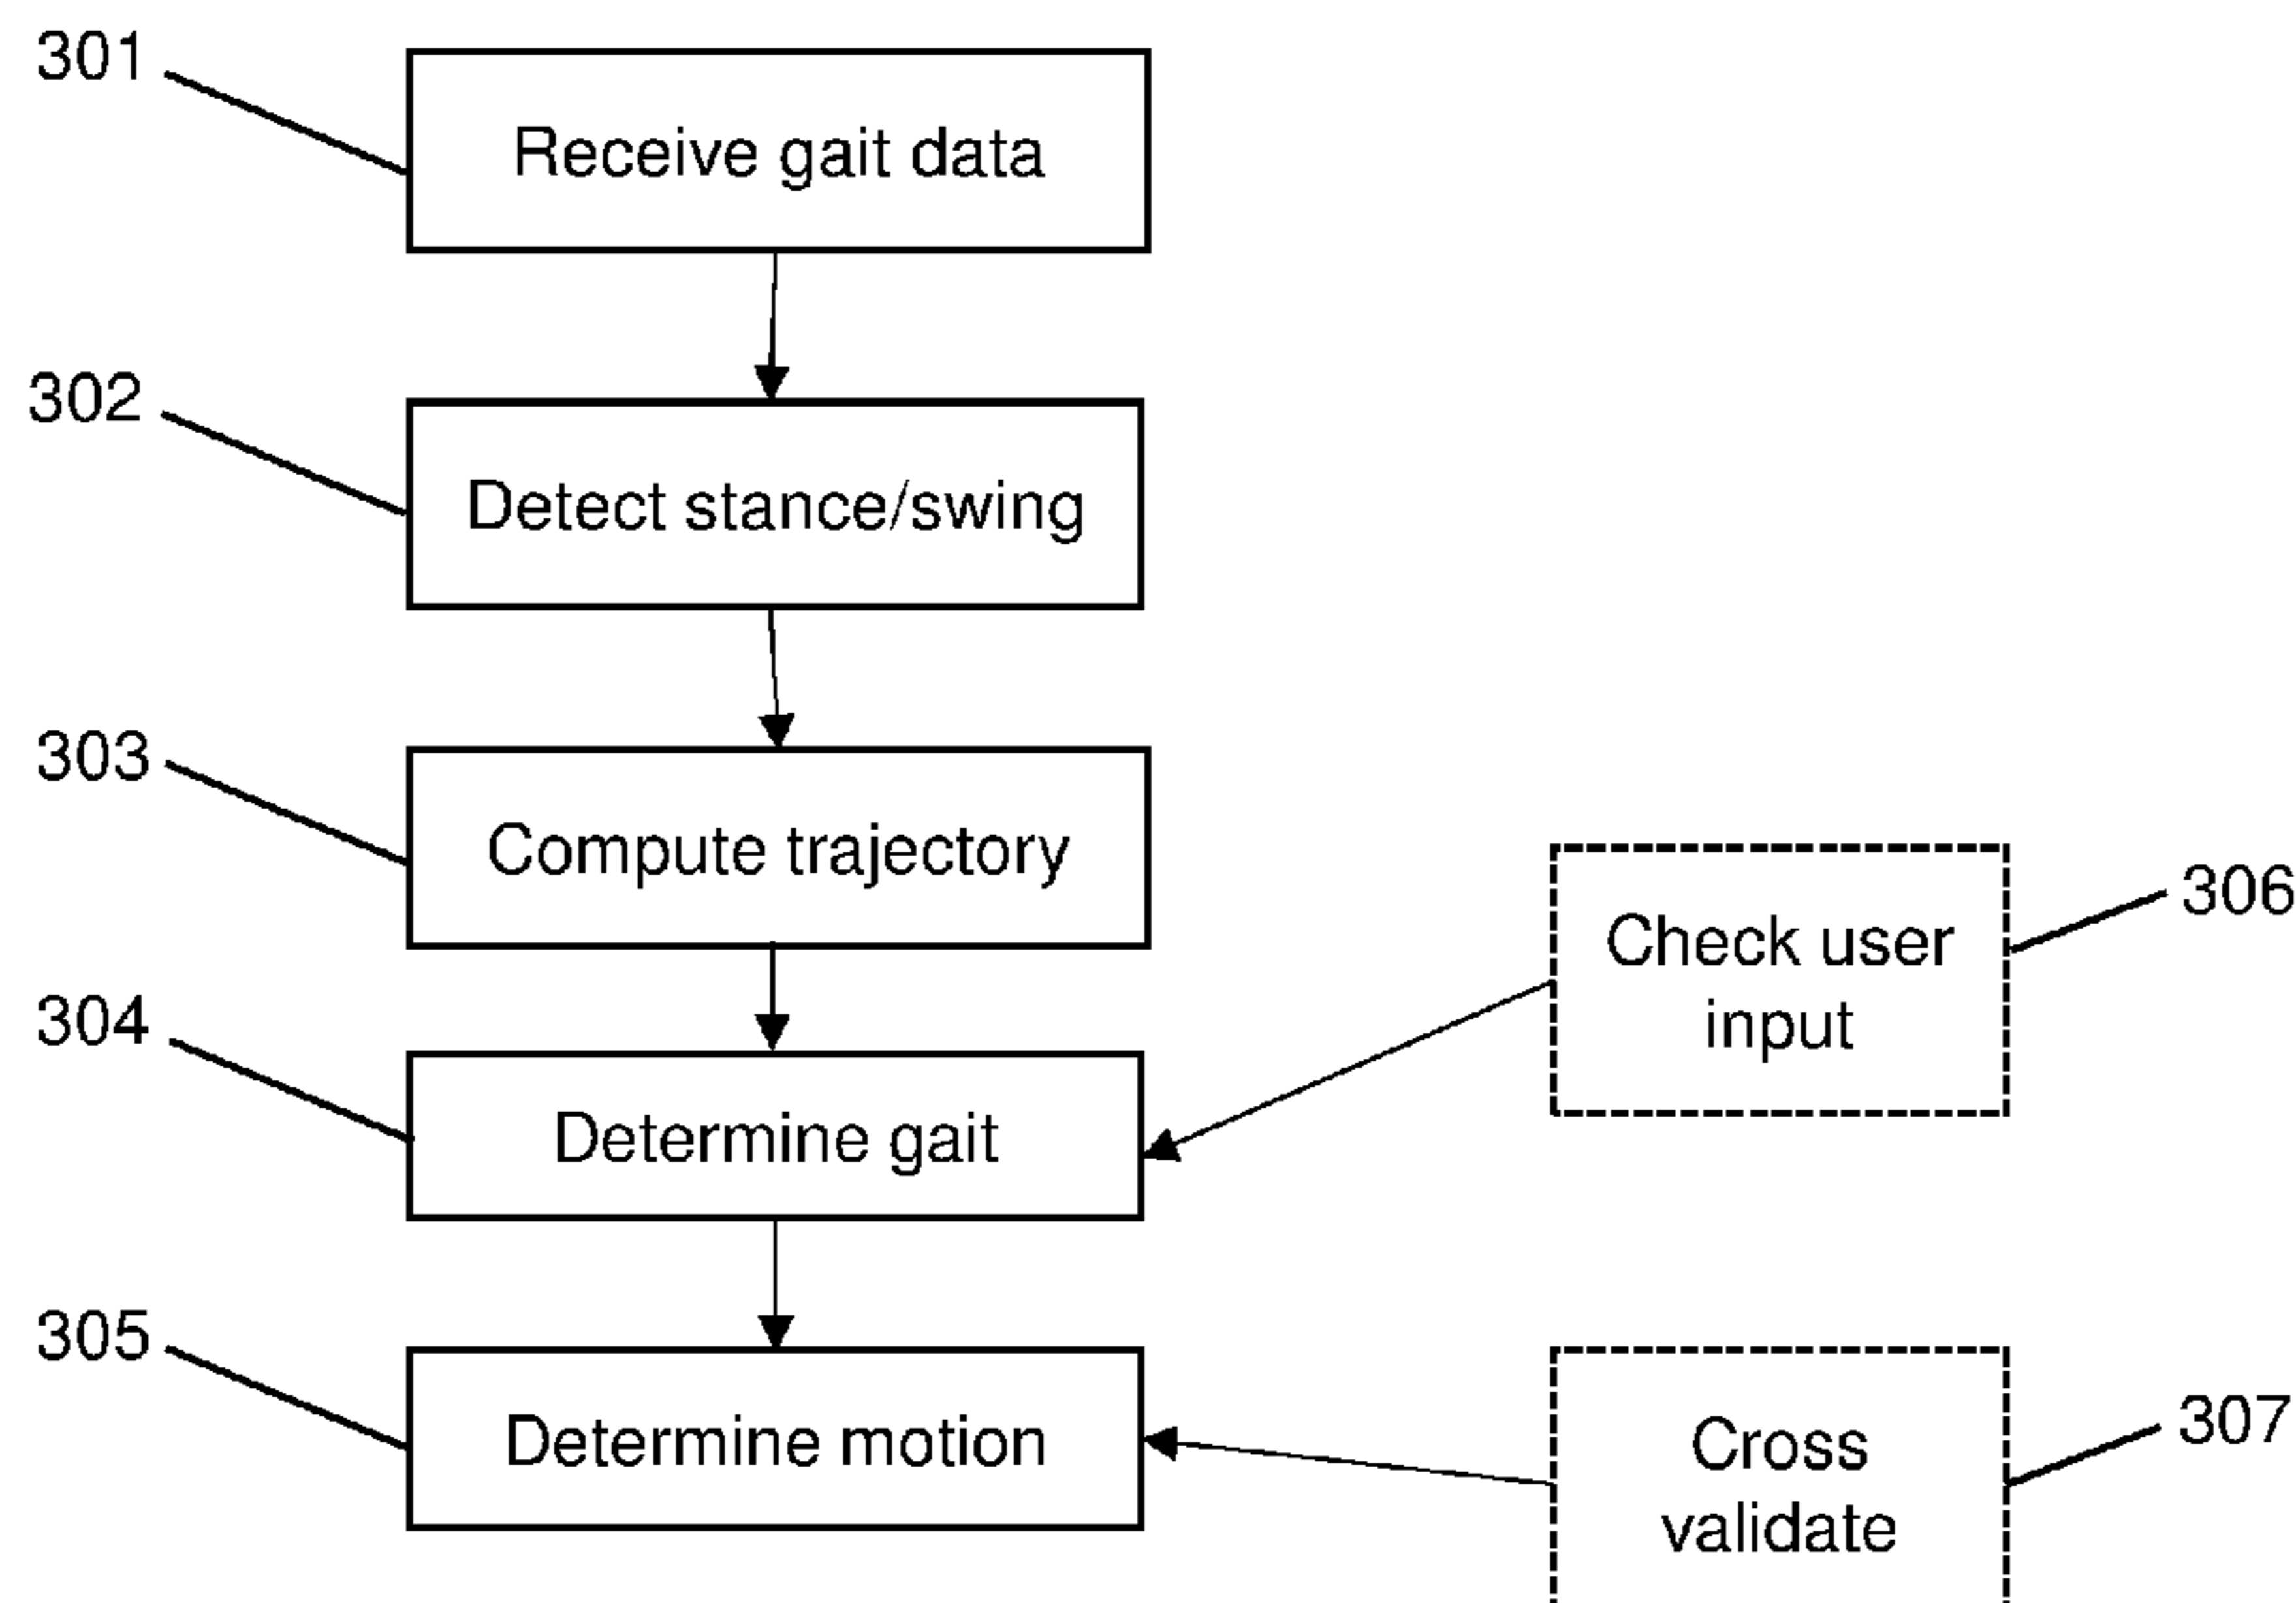 301
Receive gait data
302
Detect stance/swing
303
Compute trajectory
306
Check user
input
304
Determine gait
305
Determine motion
307
Cross
validate